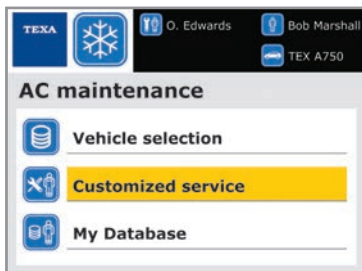 TEXA
O. Edwards
Bob Marshall
TEX A750
AC maintenance
Vehicle selection
Customized service
My Database